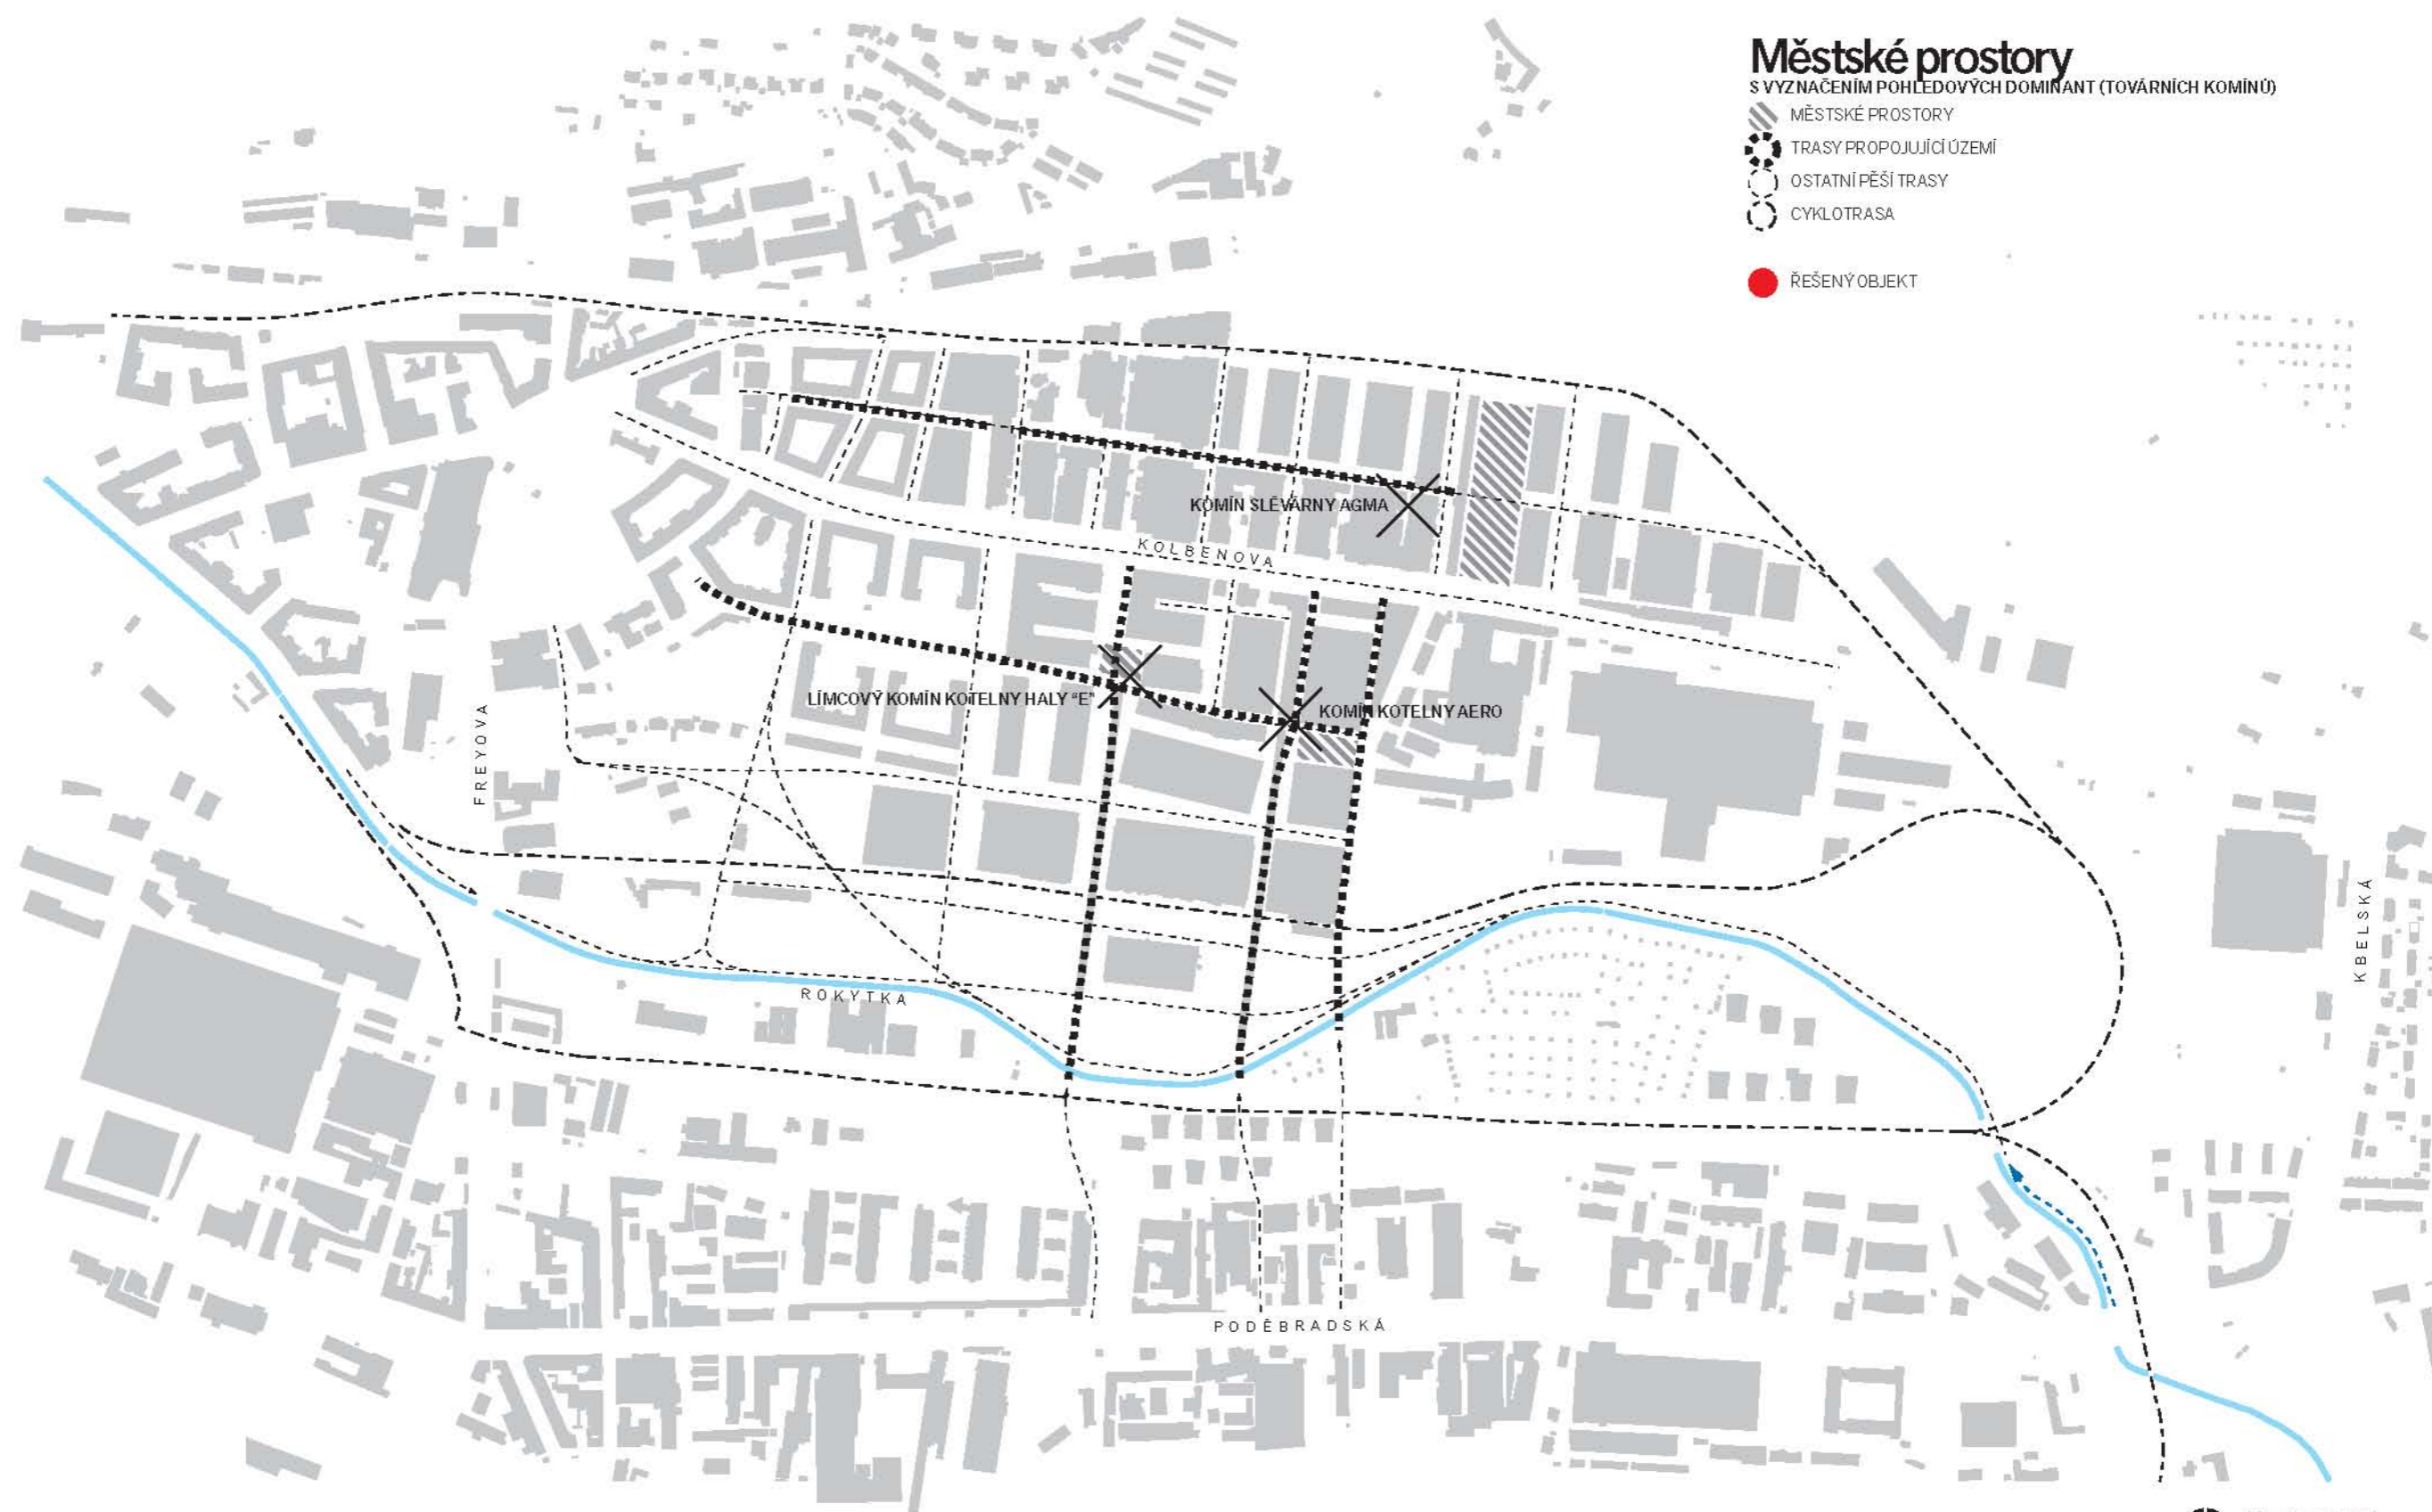 Městské prostory
S VYZNAČENÍM POHLEDOVÝCH DOMINANT (TOVÁRNÍCH KOMÍNŮ)
MĚSTSKÉ PROSTORY
TRASY PROPOJUJÍCÍ ÚZEMÍ
OSTATNÍ PĚŠÍ TRASY
CYKLOTRASA
ŘEŠENÝ OBJEKT
KOMÍN SLÉVÁRNY AGMA
KOLBENOVA
LÍMCOVÝ KOMÍN KOTELNY HALY "E"
KOMÍN KOTELNY AERO
FREYOVA
KBELSKÁ
ROKYTKA
PODĚBRADSKÁ